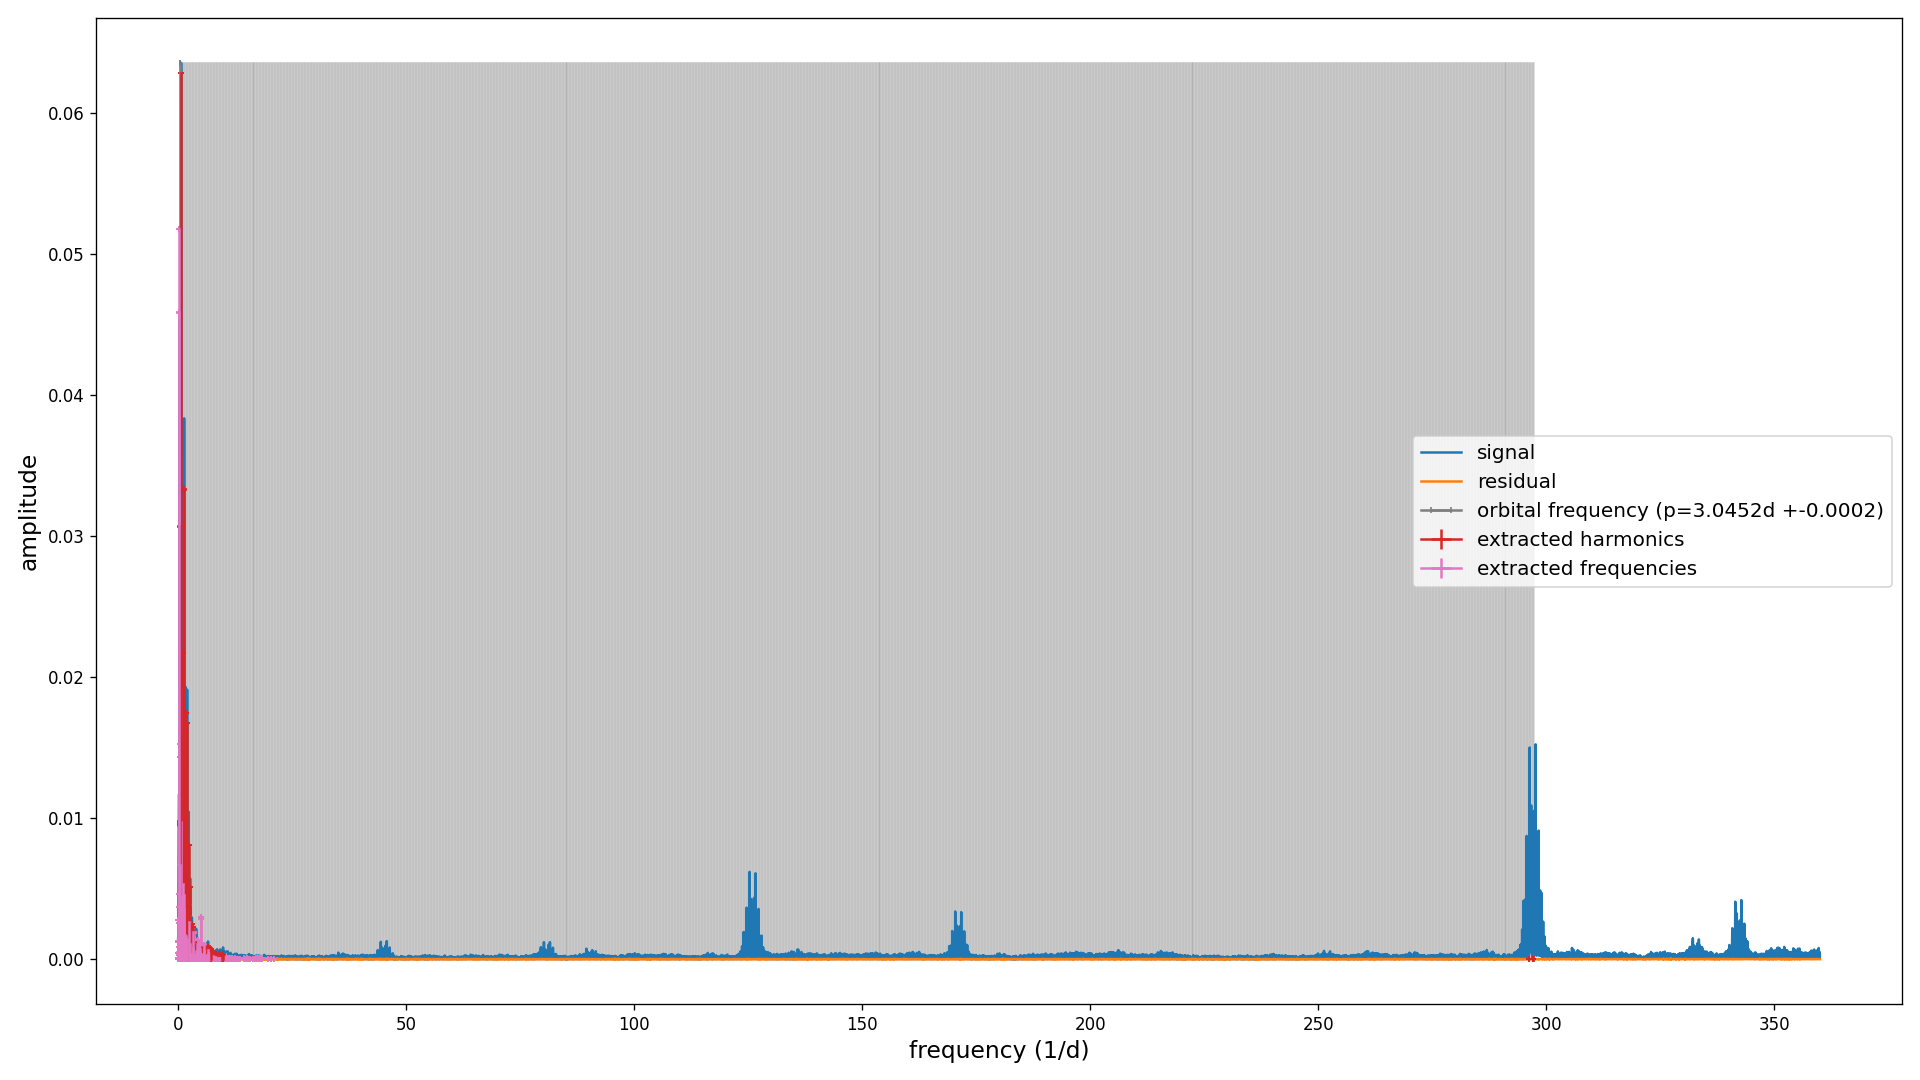 amplitude
0.06
0.05
0.04
0.03
0.02
0.01
0.00
signal
residual
orbital frequency (p=3.0452d +-0.0002)
extracted harmonics
extracted frequencies
0 50 100 150 200 250 300 350
frequency (1/d)